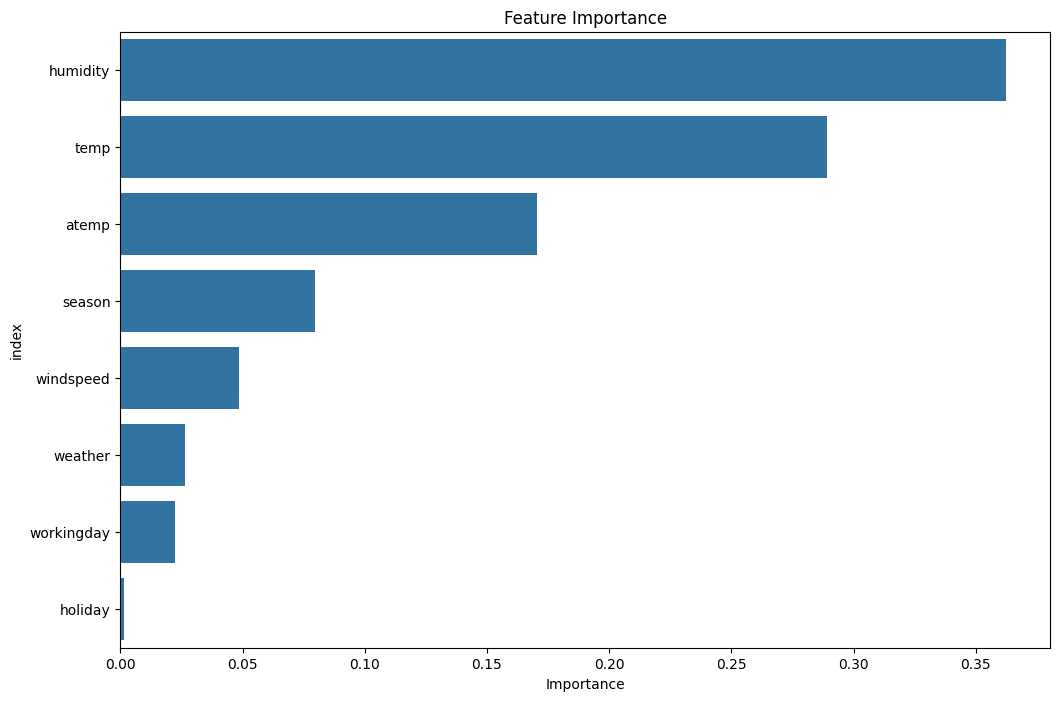 Feature Importance
humidity
temp
atemp
season
windspeed
weather
workingday
holiday
index
0.00 0.05 0.10 0.15 0.20 0.25 0.30 0.35
Importance